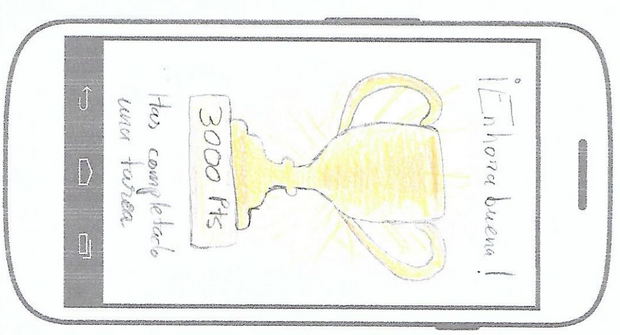 ¡Enhorabuena!
3000 Pts
Has completado
una tarea